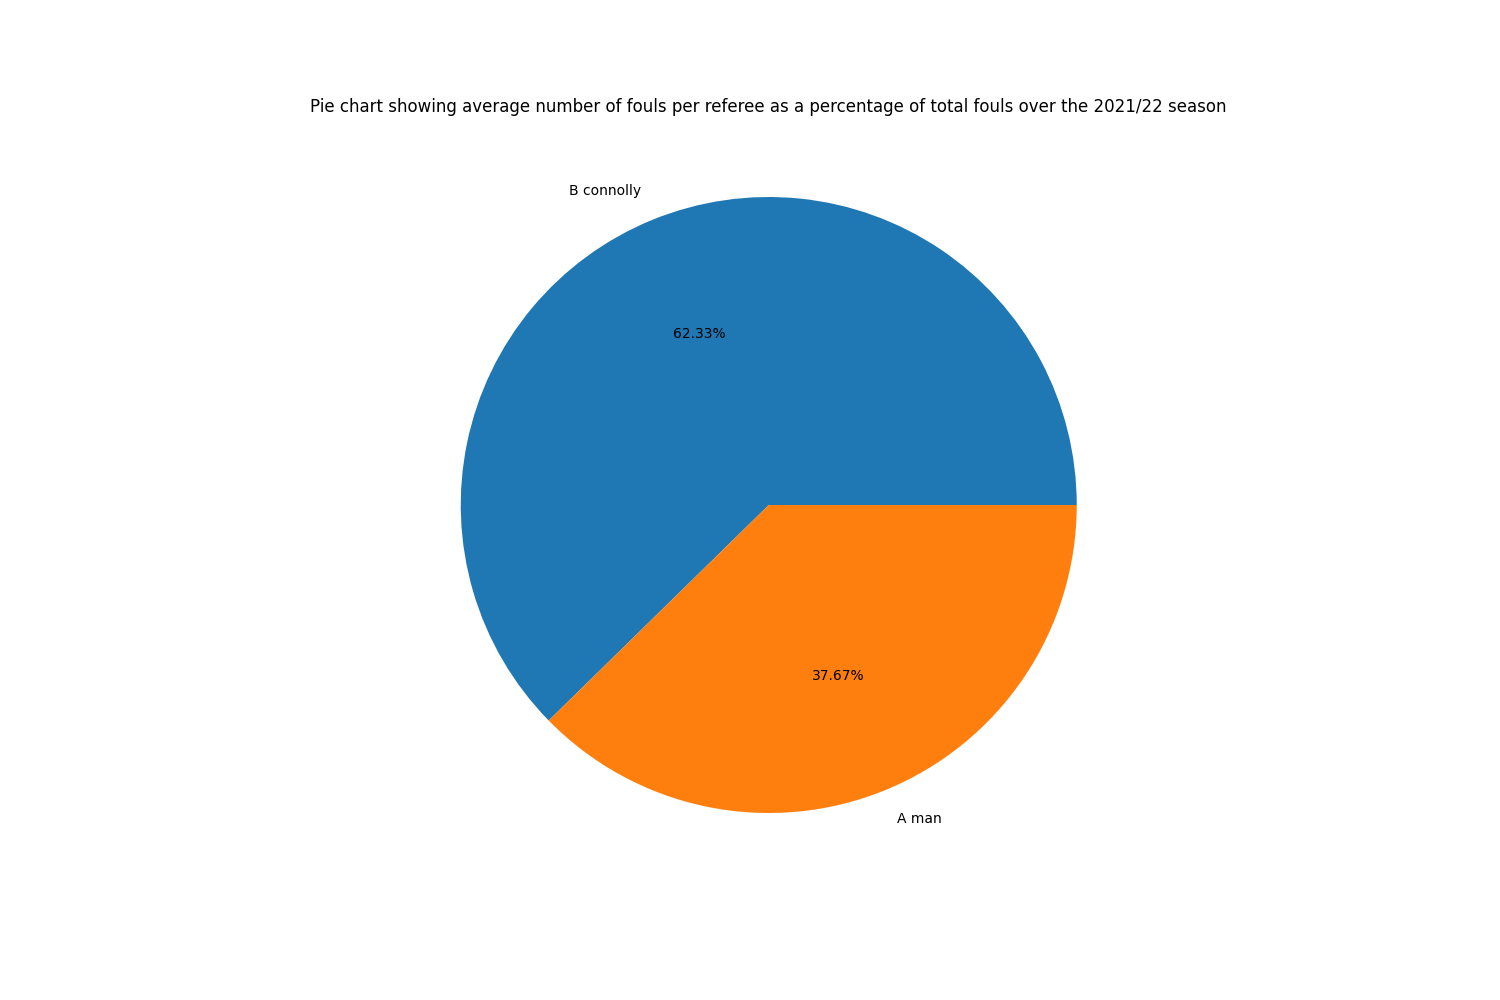 Pie chart showing average number of fouls per referee as a percentage of total fouls over the 2021/22 season
B connolly
62.33%
37.67%
A man